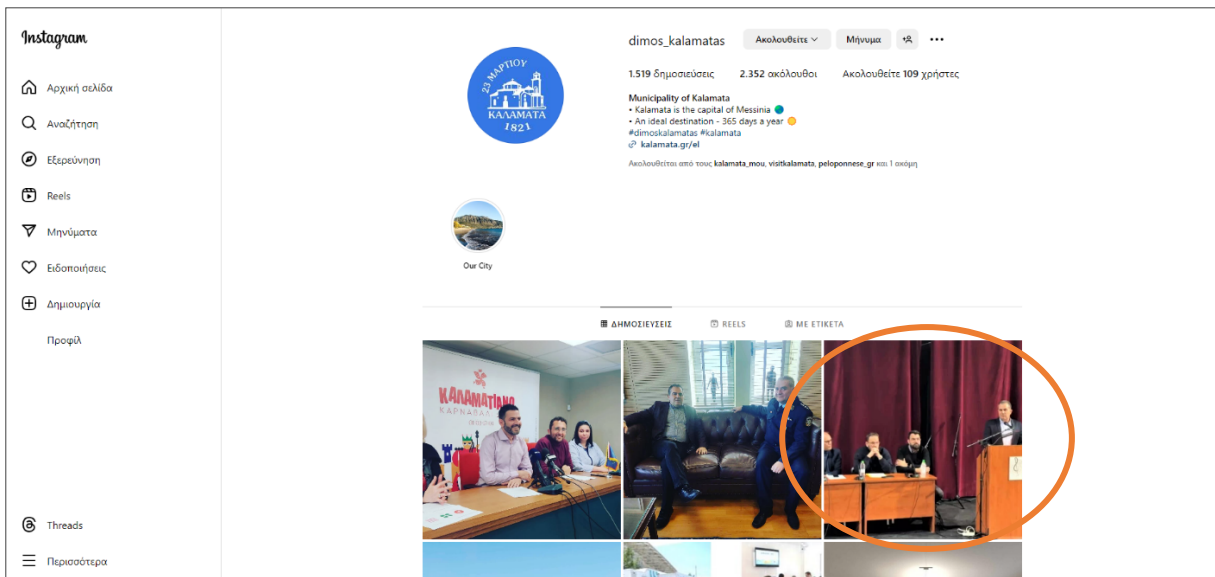 Instagram
Αρχική σελίδα
Αναζήτηση
Εξερεύνηση
Reels
Μηνύματα
Ειδοποιήσεις
Δημιουργία
Προφίλ
Threads
Περισσότερα
23 ΜΑΡΤΙΟΥ
ΚΑΛΑΜΑΤΑ
1821
dimos_kalamatas Ακολουθείτε Μήνυμα
1.519 δημοσιεύσεις 2.352 ακόλουθοι Ακολουθείτε 109 χρήστες
Municipality of Kalamata
• Kalamata is the capital of Messinia
• An ideal destination - 365 days a year
#dimoskalamatas #kalamata
kalamata.gr/el
Ακολουθείται από τους kalamata_mou, visitkalamata, peloponnese_gr και 1 ακόμη
Our City
ΔΗΜΟΣΙΕΥΣΕΙΣ REELS ΜΕ ΕΤΙΚΕΤΑ
ΚΑΛΑΜΑΤΙΑΝΟ
ΚΑΡΝΑΒΑΛΙ